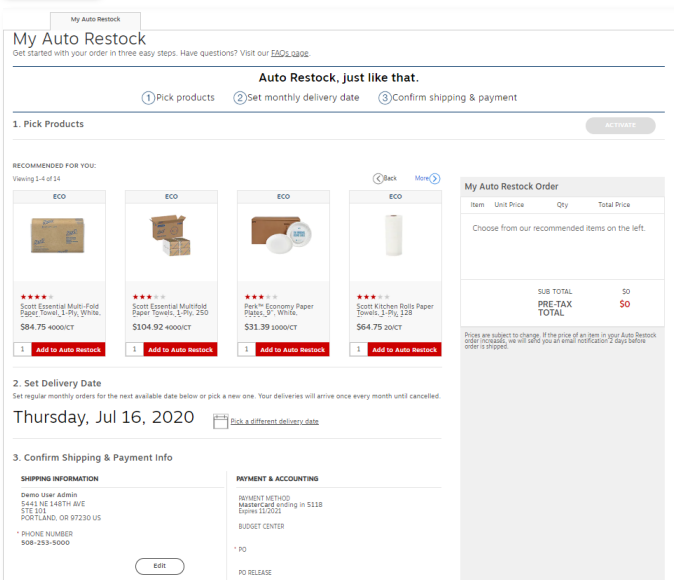 My Auto Restock
My Auto Restock
Get started with your order in three easy steps. Have questions? Visit our FAQs page.
Auto Restock, just like that.
1 Pick products 2 Set monthly delivery date 3 Confirm shipping & payment
1. Pick Products
ACTIVATE
RECOMMENDED FOR YOU:
Viewing 1-4 of 14
Back More
ECO
Scott Essential Multi-Fold
Paper Towel, 1-Ply, White,
$84.75 4000/CT
1 Add to Auto Restock
ECO
Scott Essential Multifold
Paper Towels, 1-Ply, 250
$104.92 4000/CT
1 Add to Auto Restock
ECO
Perk™ Economy Paper
Plates, 9", White,
$31.39 1000/CT
1 Add to Auto Restock
ECO
Scott Kitchen Rolls Paper
Towels, 1-Ply, 128
$64.75 20/CT
1 Add to Auto Restock
My Auto Restock Order
Item Unit Price Qty Total Price
Choose from our recommended items on the left.
SUB TOTAL $0
PRE-TAX
TOTAL
$0
Prices are subject to change. If the price of an item in your Auto Restock
order increases, we will send you an email notification 2 days before
order is shipped.
2. Set Delivery Date
Set regular monthly orders for the next available date below or pick a new one. Your deliveries will arrive once every month until cancelled.
Thursday, Jul 16, 2020 Pick a different delivery date
3. Confirm Shipping & Payment Info
SHIPPING INFORMATION
Demo User Admin
5441 NE 148TH AVE
STE 101
PORTLAND, OR 97230 US
* PHONE NUMBER
508-253-5000
Edit
PAYMENT & ACCOUNTING
PAYMENT METHOD
MasterCard ending in 5118
Expires 11/2021
BUDGET CENTER
* PO
PO RELEASE